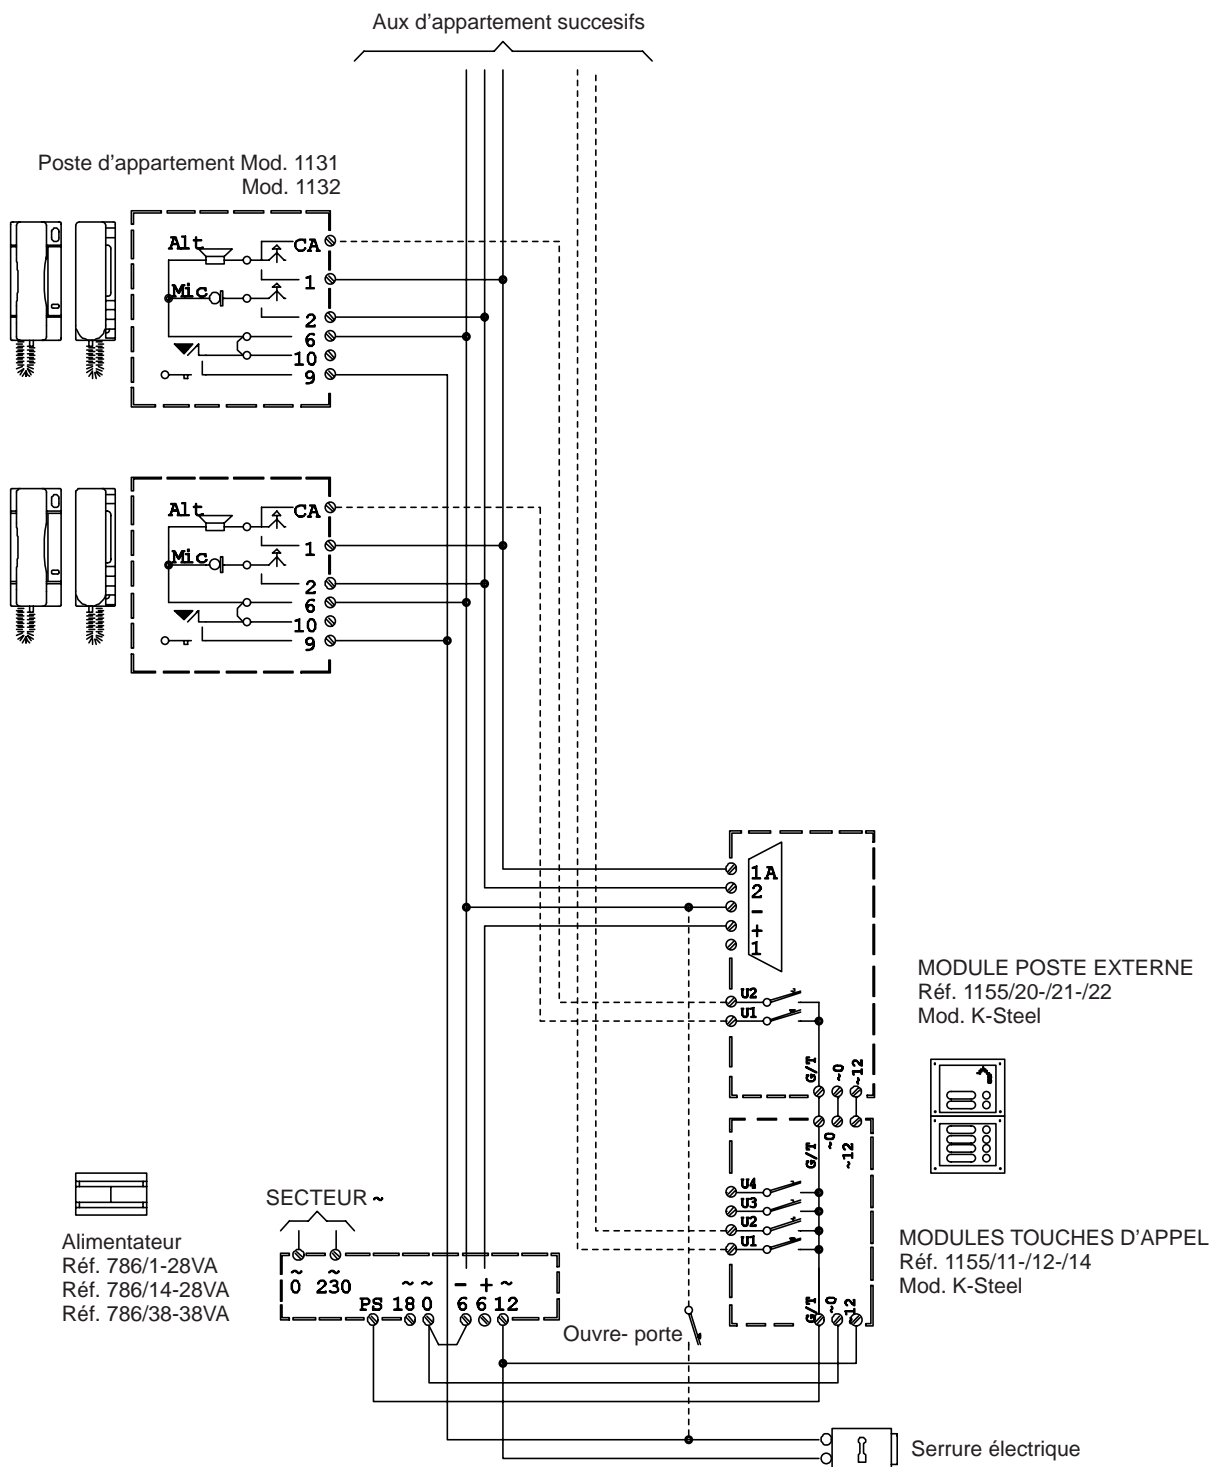 Aux d'appartement succesifs
Poste d'appartement Mod. 1131
Mod. 1132
Alt
CA
1
Mic
2
6
10
9
Alt
CA
1
Mic
2
6
10
9
1A
2
-
+
1
U2
U1
G/T
~0
~12
MODULE POSTE EXTERNE
Réf. 1155/20-/21-/22
Mod. K-Steel
G/T
~0
~12
U4
U3
U2
U1
G/T
~0
~12
MODULES TOUCHES D'APPEL
Réf. 1155/11-/12-/14
Mod. K-Steel
SECTEUR ~
Alimentateur
Réf. 786/1-28VA
Réf. 786/14-28VA
Réf. 786/38-38VA
~ ~
0 230
~ ~ - + ~
PS 18 0 6 6 12
Ouvre- porte
Serrure électrique